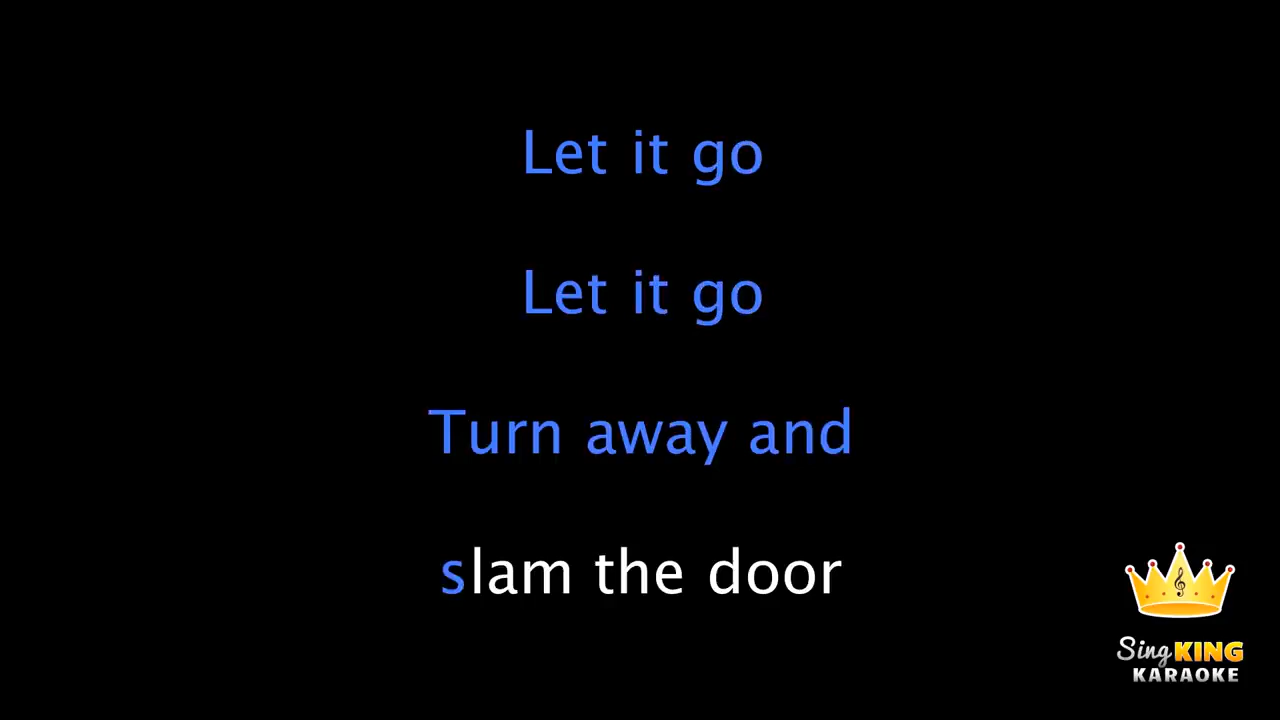 Let it go
Let it go
Turn away and
slam the door
Sing KING
KARAOKE